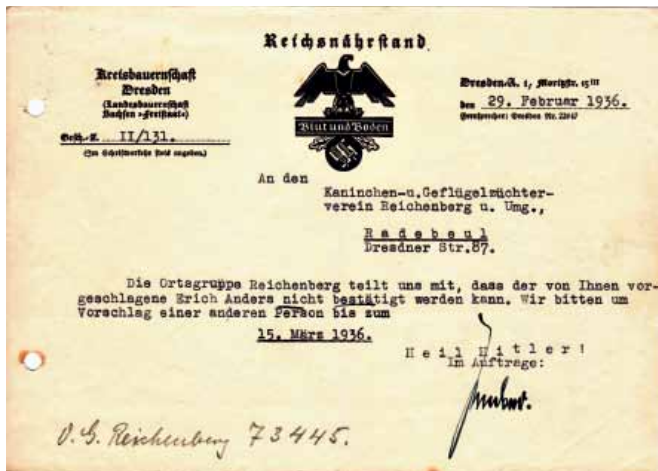 Reichsnährstand
Kreisbauernschaft
Dresden
(Landesbauernschaft
Sachsen »Freistaat«)
Gesch.-Z. II/131.
(Im Schriftverkehr stets angeben.)
Blut und Boden
Dresden-A. 1, Moritzstr. 15 III
den 29. Februar 1936.
Fernsprecher: Dresden Nr. 22047
An den
Kaninchen-u.Geflügelzüchter-
verein Reichenberg u. Umg.,
Radebeul
Dresdner Str.87.
Die Ortsgruppe Reichenberg teilt uns mit, dass der von Ihnen vor-
geschlagene Erich Anders nicht bestätigt werden kann. Wir bitten um
Vorschlag einer anderen Person bis zum
15. März 1936.
Heil Hitler!
Im Auftrage:
O.G. Reichenberg 73445.